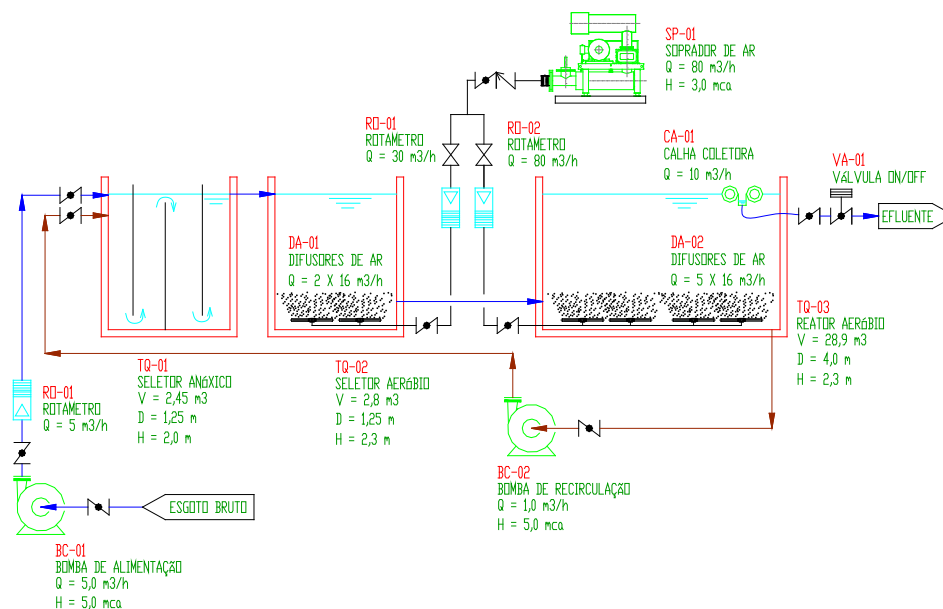 SP-01
SOPRADOR DE AR
Q = 80 m3/h
H = 3,0 mca
RO-01
ROTAMETRO
Q = 30 m3/h
RO-02
ROTAMETRO
Q = 80 m3/h
CA-01
CALHA COLETORA
Q = 10 m3/h
VA-01
VÁLVULA ON/OFF
EFLUENTE
DA-01
DIFUSORES DE AR
Q = 2 X 16 m3/h
DA-02
DIFUSORES DE AR
Q = 5 X 16 m3/h
TQ-03
REATOR AERÓBIO
V = 28,9 m3
D = 4,0 m
H = 2,3 m
TQ-01
SELETOR ANÓXICO
V = 2,45 m3
D = 1,25 m
H = 2,0 m
TQ-02
SELETOR AERÓBIO
V = 2,8 m3
D = 1,25 m
H = 2,3 m
RO-01
ROTAMETRO
Q = 5 m3/h
BC-02
BOMBA DE RECIRCULAÇÃO
Q = 1,0 m3/h
H = 5,0 mca
ESGOTO BRUTO
BC-01
BOMBA DE ALIMENTAÇÃO
Q = 5,0 m3/h
H = 5,0 mca